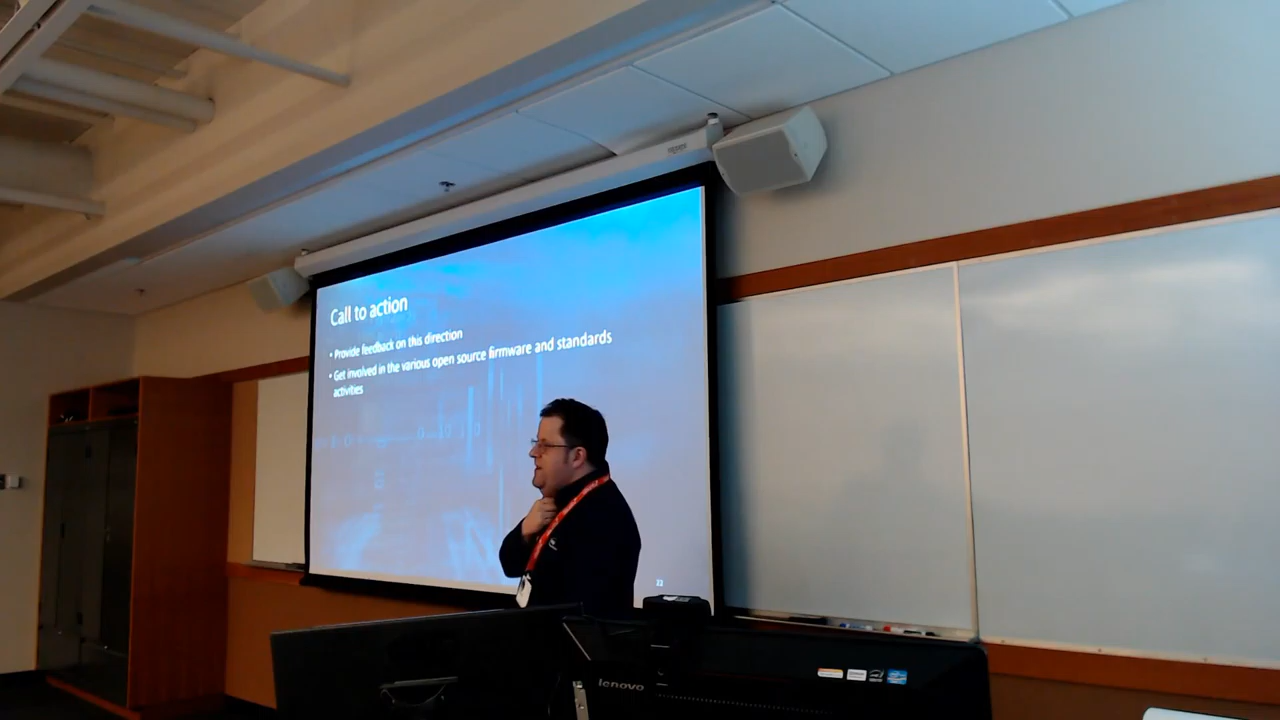 Call to action
• Provide feedback on this direction
• Get involved in the various open source firmware and standards
activities
lenovo